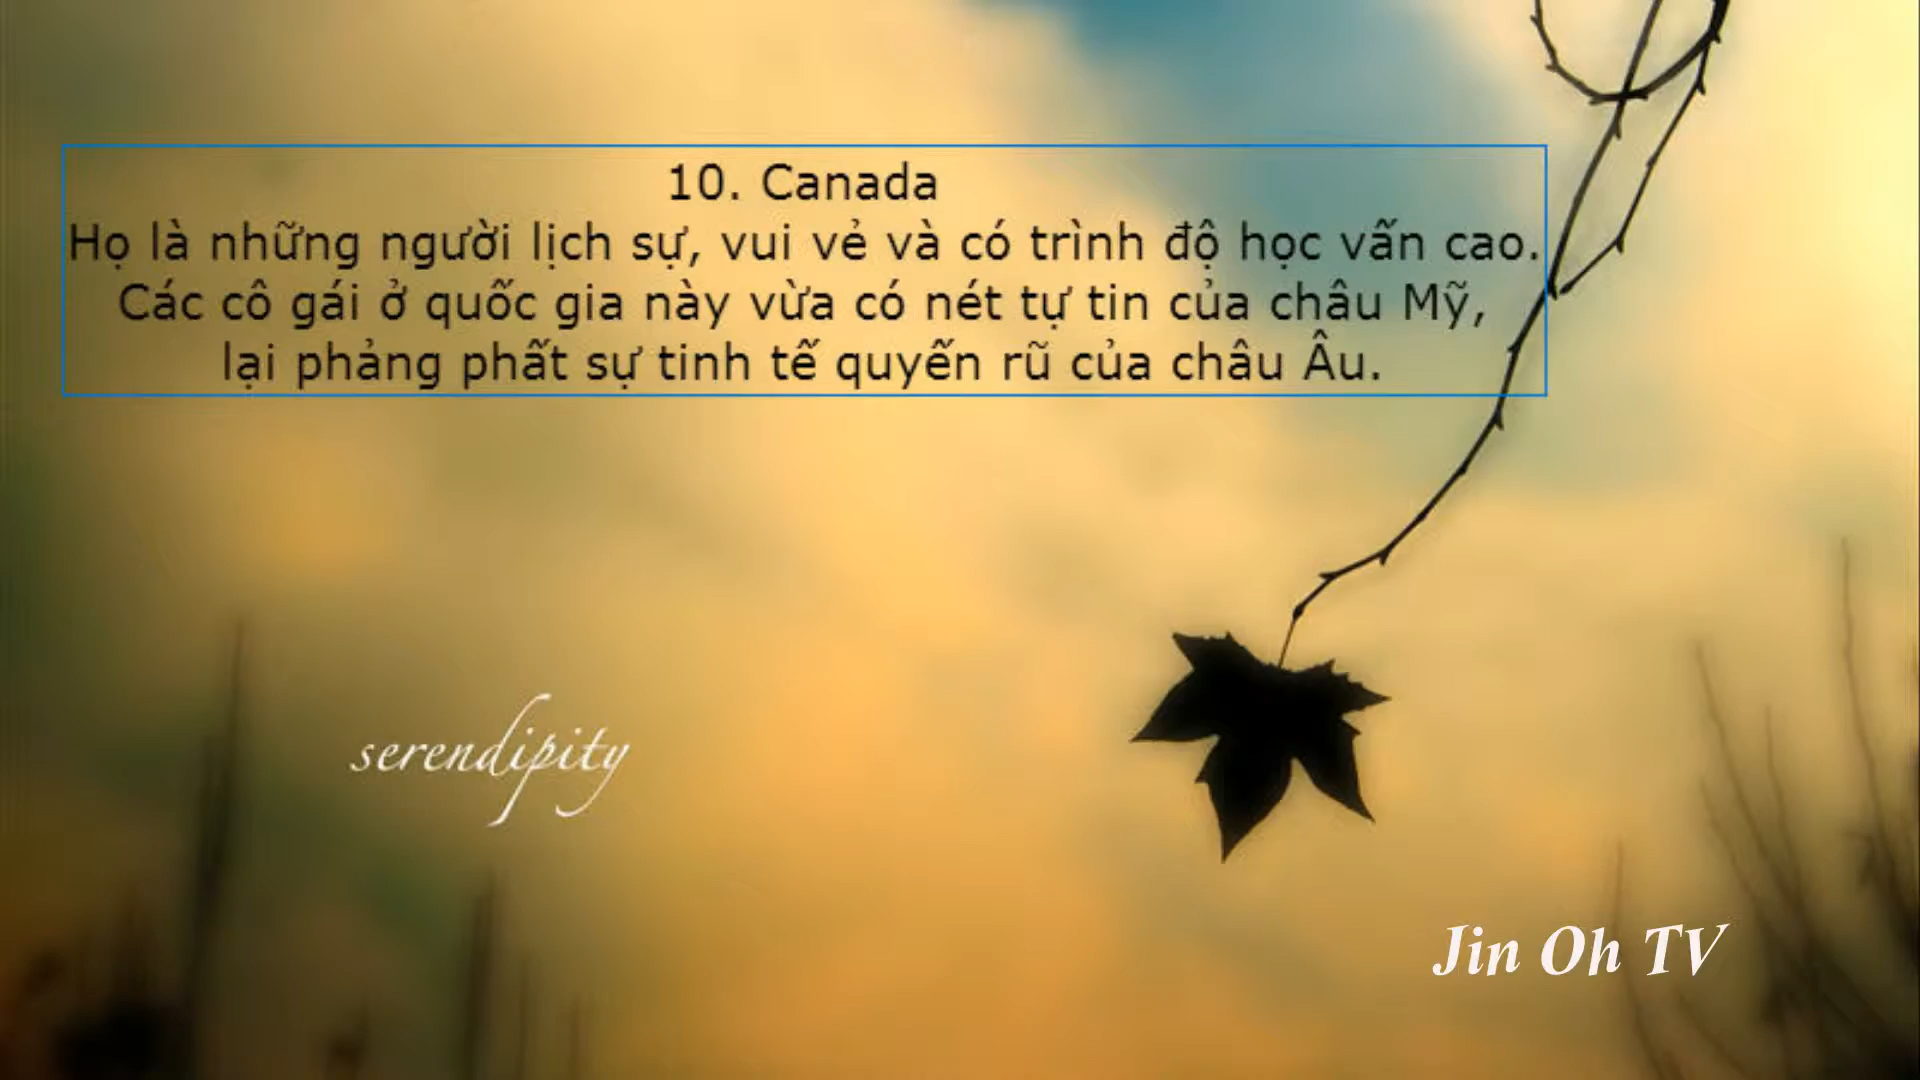 10. Canada
Họ là những người lịch sự, vui vẻ và có trình độ học vấn cao.
Các cô gái ở quốc gia này vừa có nét tự tin của châu Mỹ,
lại phảng phất sự tinh tế quyến rũ của châu Âu.
serendipity
Jin Oh TV